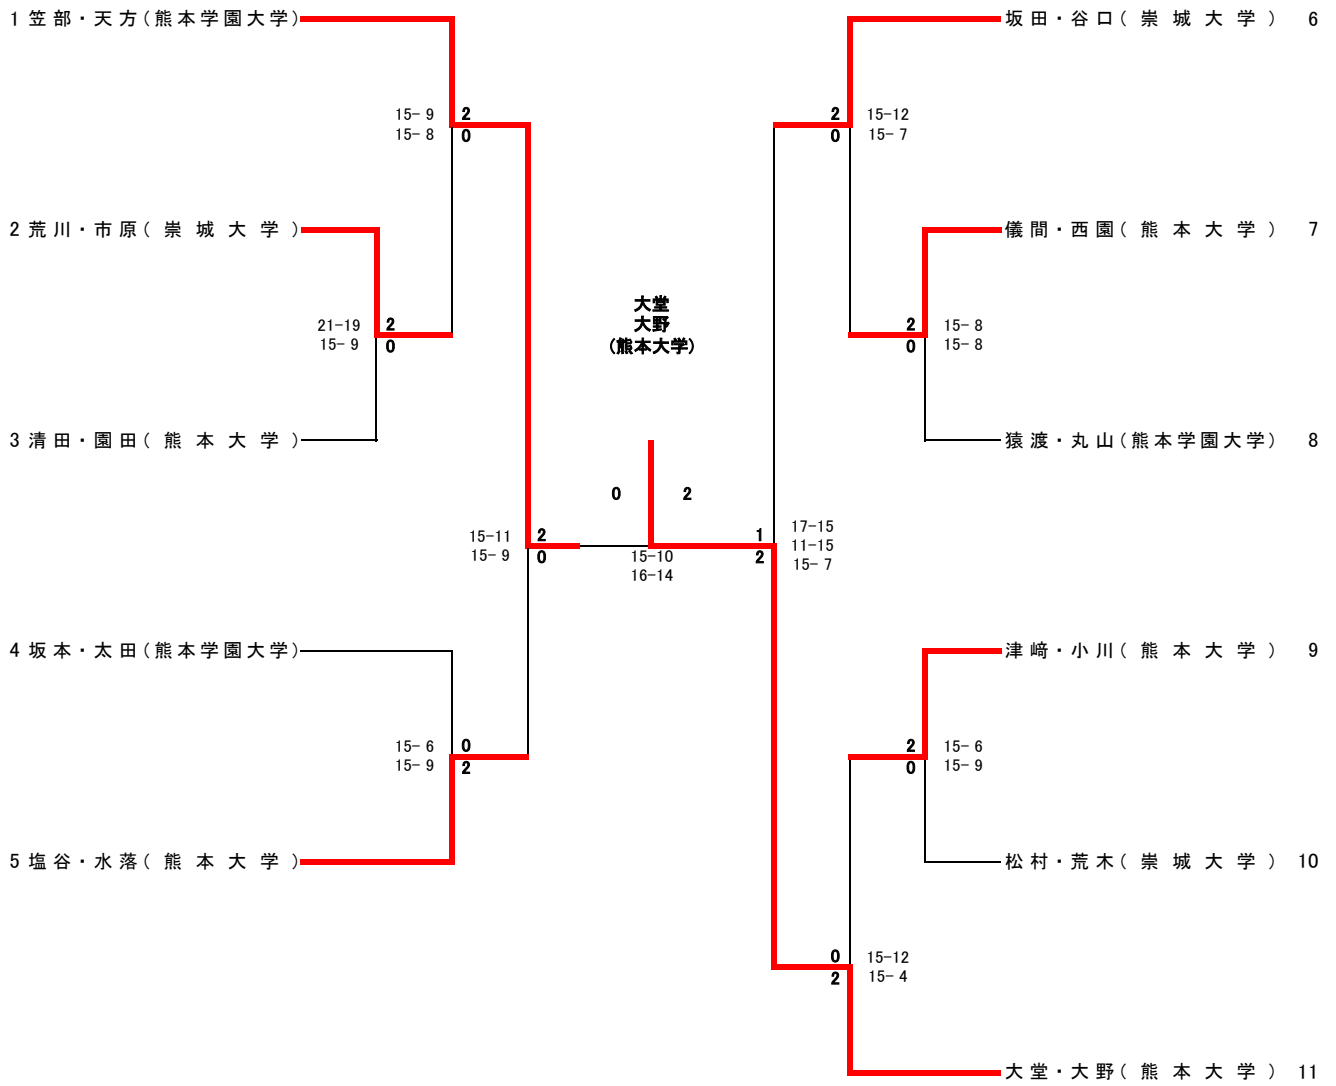 1 笠部・天方(熊本学園大学)
坂田・谷口(崇城大学) 6
15-9 2
15-8 0
2 15-12
0 15-7
2 荒川・市原(崇城大学)
儀間・西園(熊本大学) 7
大堂
大野
(熊本大学)
21-19 2
15-9 0
2 15-8
0 15-8
3 清田・園田(熊本大学)
猿渡・丸山(熊本学園大学) 8
0 2
15-11 2
15-9 0
15-10
16-14
1 17-15
11-15
2 15-7
4 坂本・太田(熊本学園大学)
津﨑・小川(熊本大学) 9
15-6 0
15-9 2
2 15-6
0 15-9
5 塩谷・水落(熊本大学)
松村・荒木(崇城大学) 10
0 15-12
2 15-4
大堂・大野(熊本大学) 11